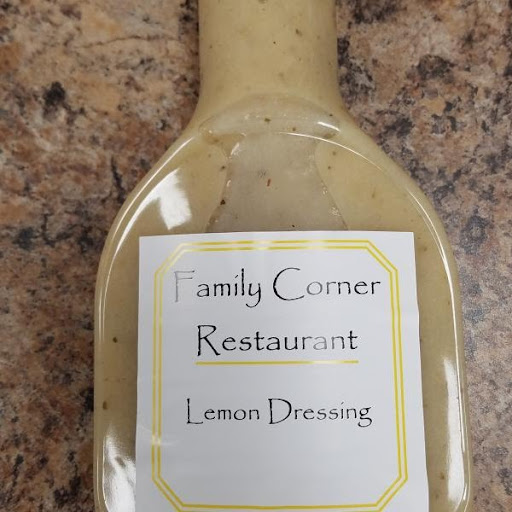 Family Corner
Restaurant
Lemon Dressing